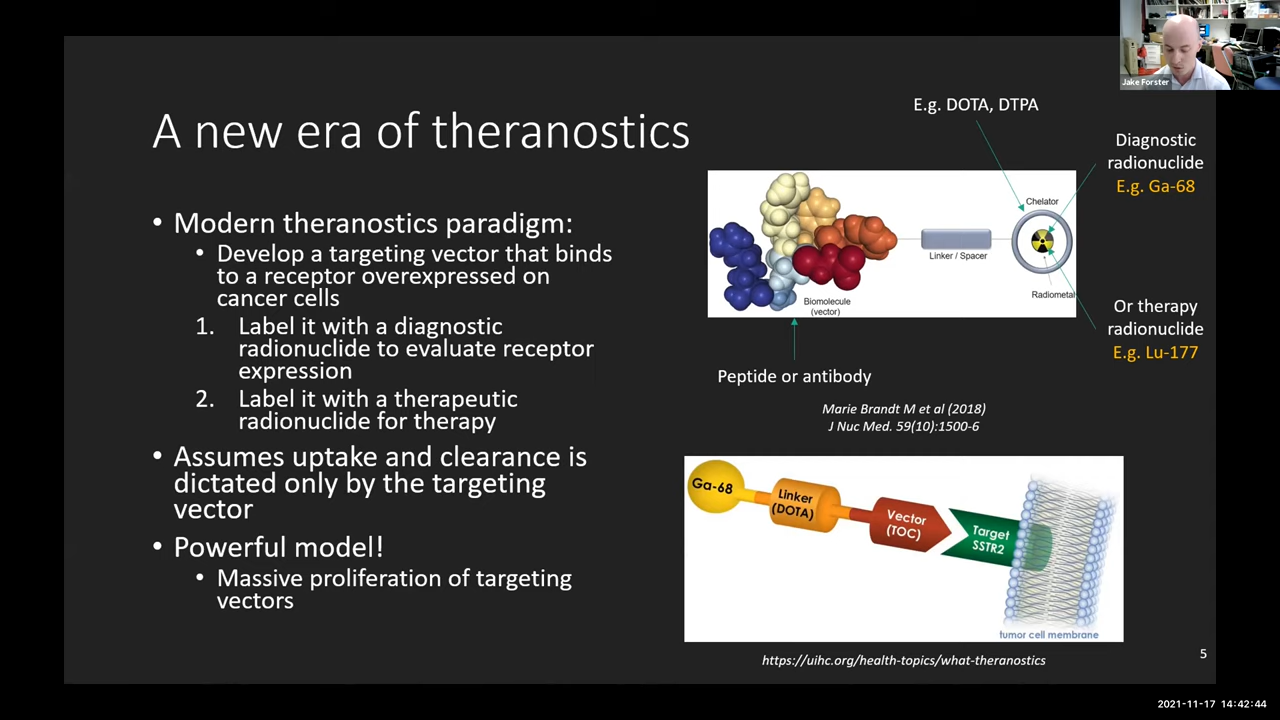 Jake Forster
A new era of theranostics
• Modern theranostics paradigm:
• Develop a targeting vector that binds
to a receptor overexpressed on
cancer cells
1. Label it with a diagnostic
radionuclide to evaluate receptor
expression
2. Label it with a therapeutic
radionuclide for therapy
• Assumes uptake and clearance is
dictated only by the targeting
vector
• Powerful model!
• Massive proliferation of targeting
vectors
E.g. DOTA, DTPA
Diagnostic
radionuclide
E.g. Ga-68
Chelator
Linker / Spacer
Radiometal
Biomolecule
(vector)
Or therapy
radionuclide
E.g. Lu-177
Peptide or antibody
Marie Brandt M et al (2018)
J Nuc Med. 59(10):1500-6
Ga-68
Linker
(DOTA)
Vector
(TOC)
Target
SSTR2
tumor cell membrane
https://uihc.org/health-topics/what-theranostics
5
2021-11-17 14:42:44